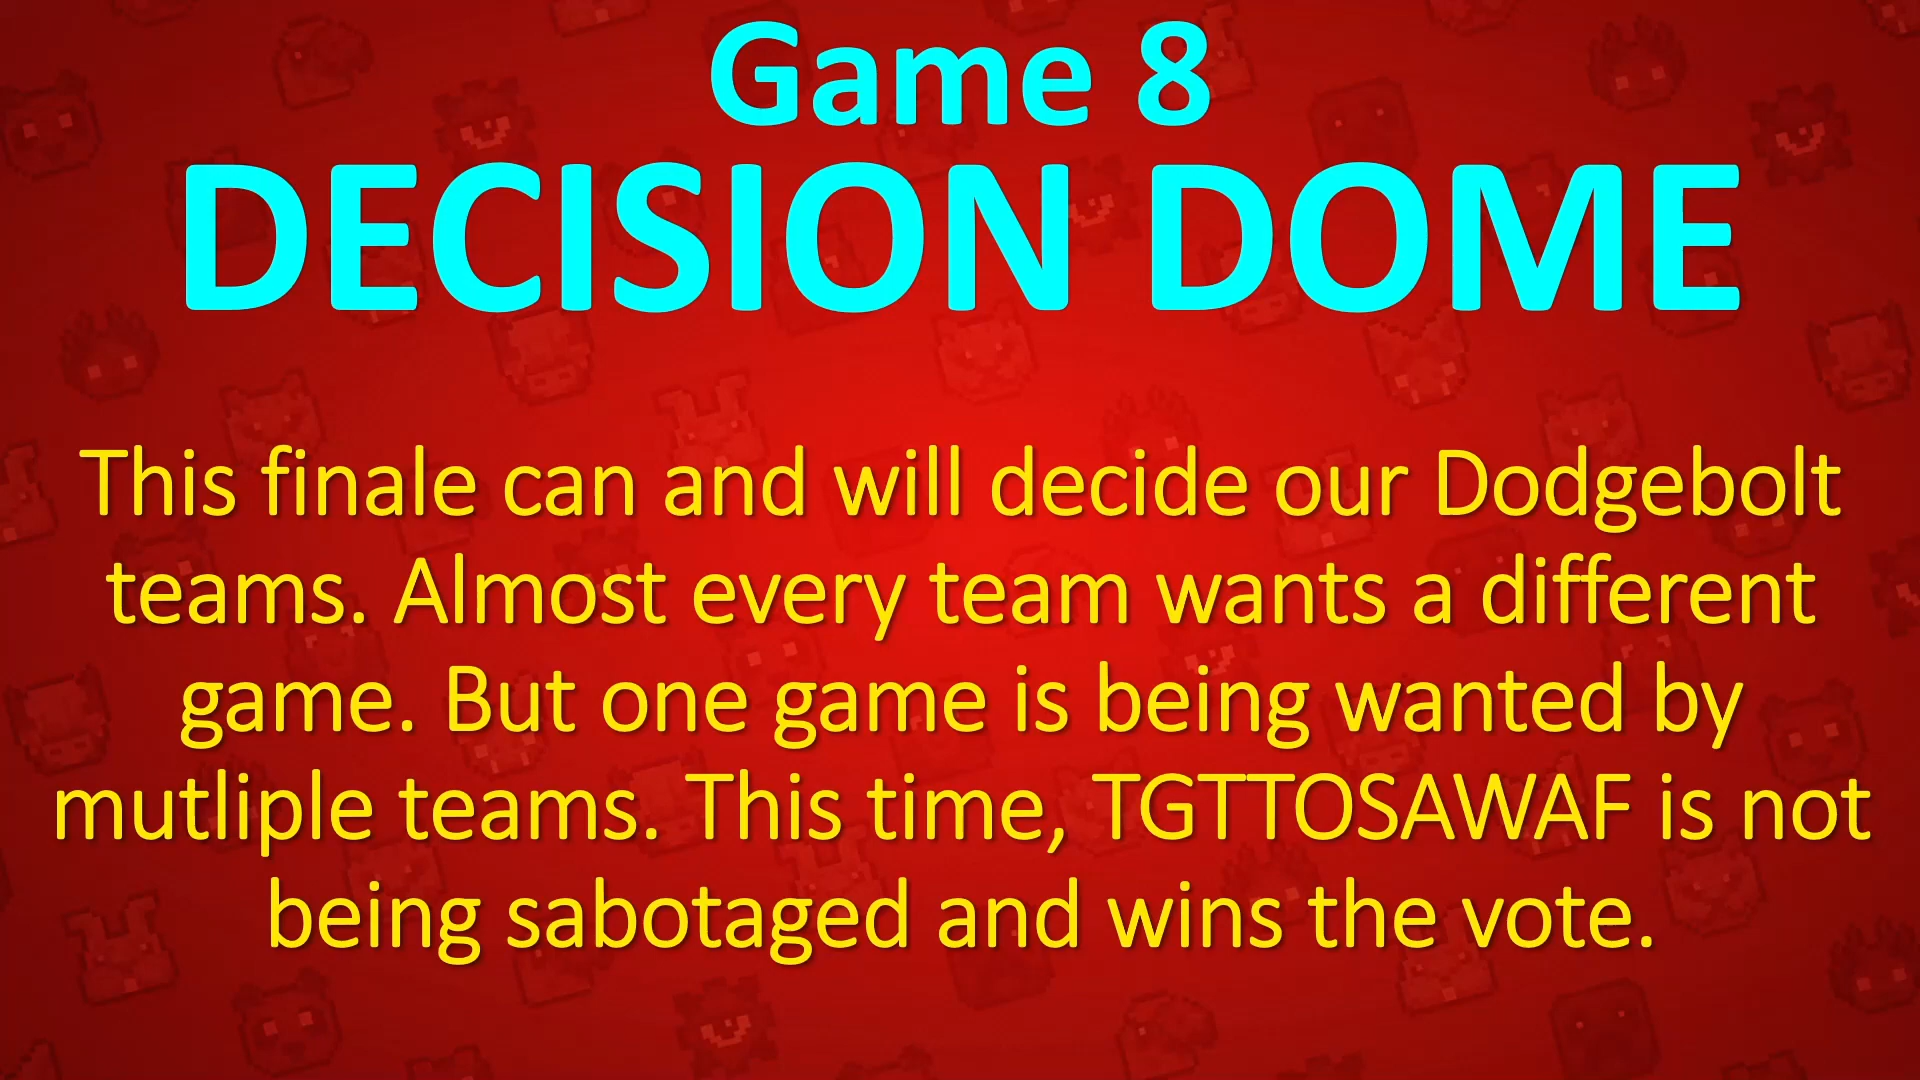 Game 8
DECISION DOME
This finale can and will decide our Dodgebolt
teams. Almost every team wants a different
game. But one game is being wanted by
mutliple teams. This time, TGTTOSAWAF is not
being sabotaged and wins the vote.